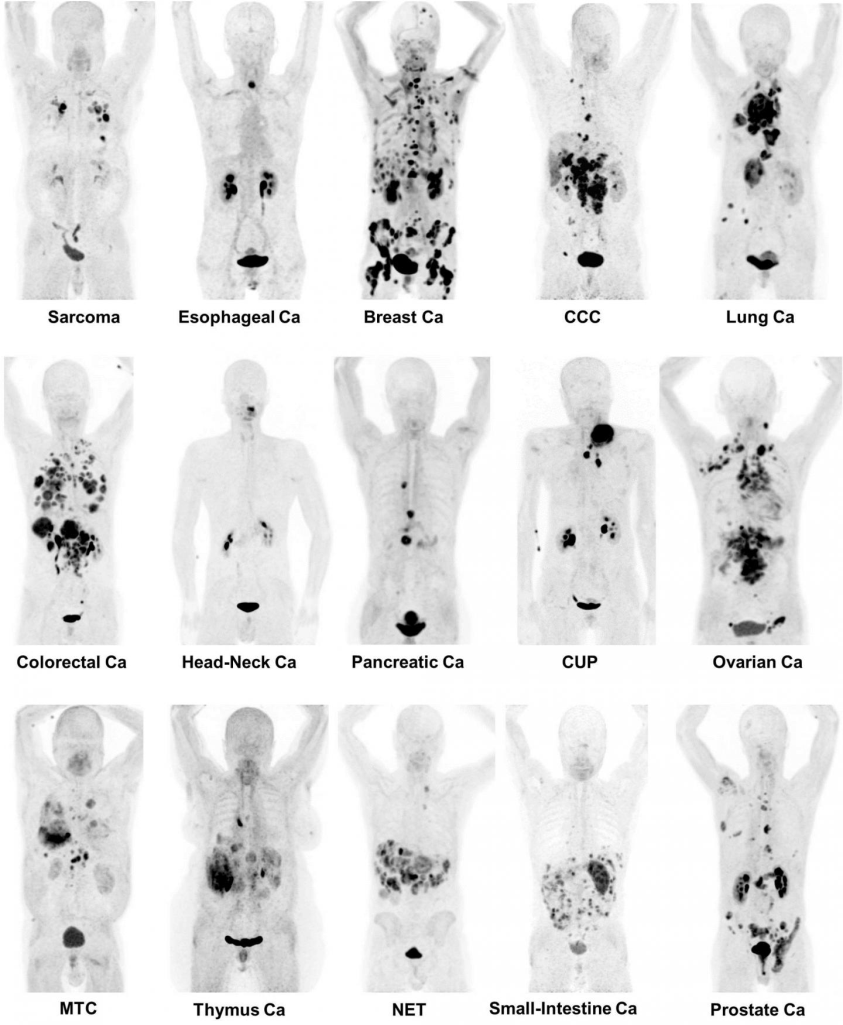 Sarcoma
Esophageal Ca
Breast Ca
CCC
Lung Ca
Colorectal Ca
Head-Neck Ca
Pancreatic Ca
CUP
Ovarian Ca
MTC
Thymus Ca
NET
Small-Intestine Ca
Prostate Ca